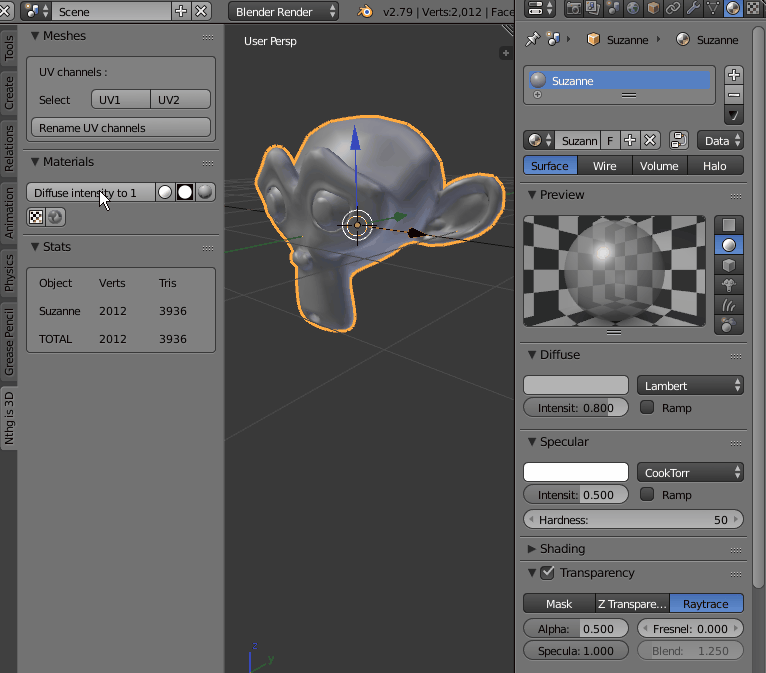 Scene
Blender Render
v2.79 | Verts:2,012 | Face
Tools
Create
Relations
Animation
Physics
Grease Pencil
Nthg is 3D
Meshes
UV channels :
Select UV1 UV2
Rename UV channels
Materials
Diffuse intensity to 1
Stats
Object Verts Tris
Suzanne 2012 3936
TOTAL 2012 3936
User Persp
z
y
Suzanne Suzanne
Suzanne
Suzann F Data
Surface Wire Volume Halo
Preview
Diffuse
Lambert
Intensit: 0.800 Ramp
Specular
CookTorr
Intensit: 0.500 Ramp
Hardness: 50
Shading
Transparency
Mask Z Transpare... Raytrace
Alpha: 0.500 Fresnel: 0.000
Specula: 1.000 Blend: 1.250